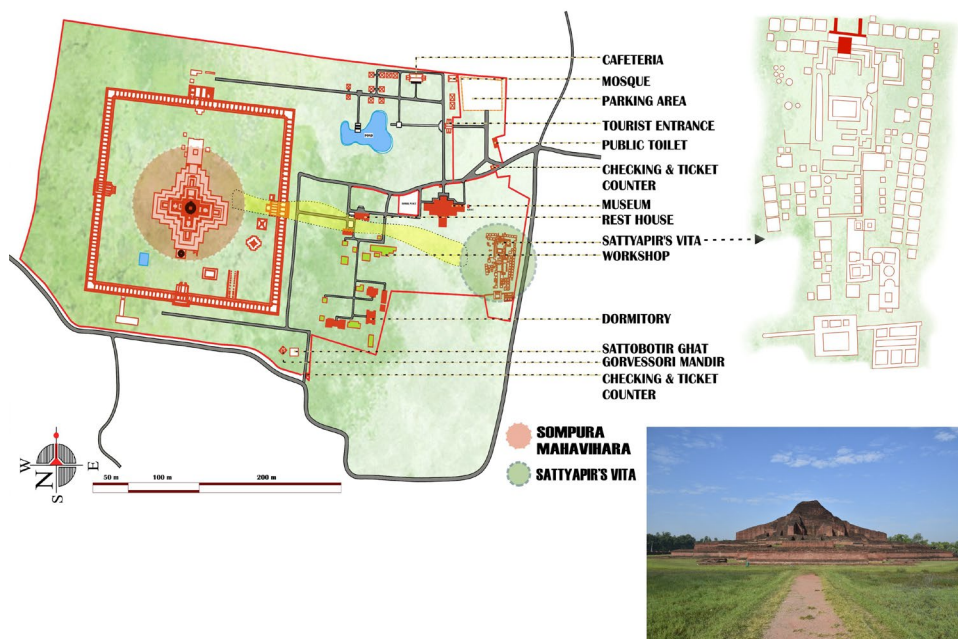 CAFETERIA
MOSQUE
PARKING AREA
TOURIST ENTRANCE
PUBLIC TOILET
CHECKING & TICKET
COUNTER
MUSEUM
REST HOUSE
SATTYAPIR'S VITA
WORKSHOP
DORMITORY
SATTOBOTIR GHAT
GORVESSORI MANDIR
CHECKING & TICKET
COUNTER
SOMPURA
MAHAVIHARA
SATTYAPIR'S VITA
W
E
N
S
50 m
100 m
200 m